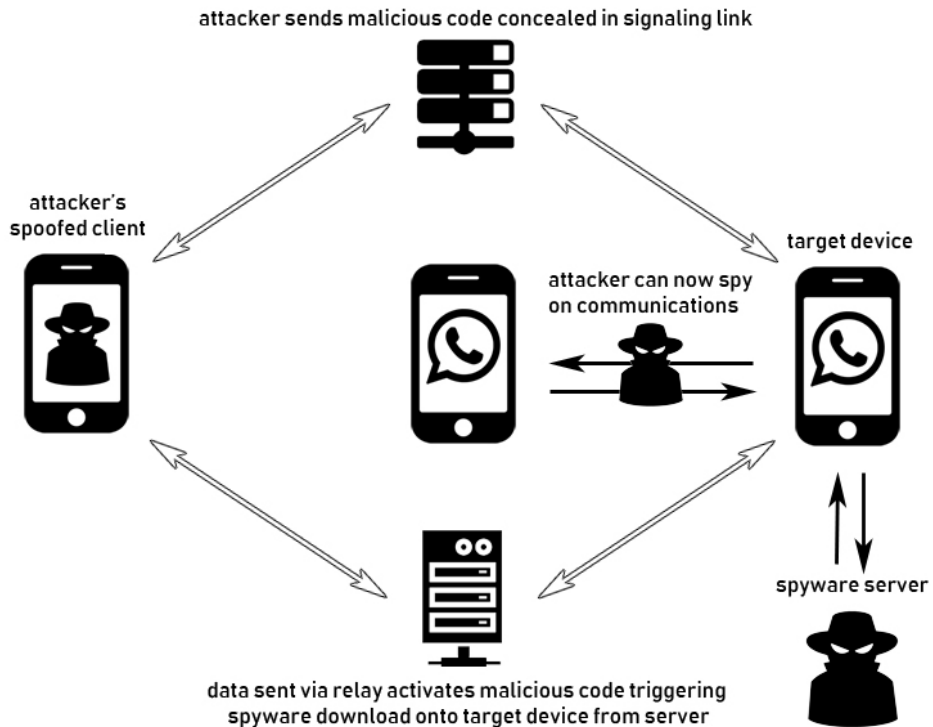 attacker sends malicious code concealed in signaling link
attacker's
spoofed client
target device
attacker can now spy
on communications
spyware server
data sent via relay activates malicious code triggering
spyware download onto target device from server